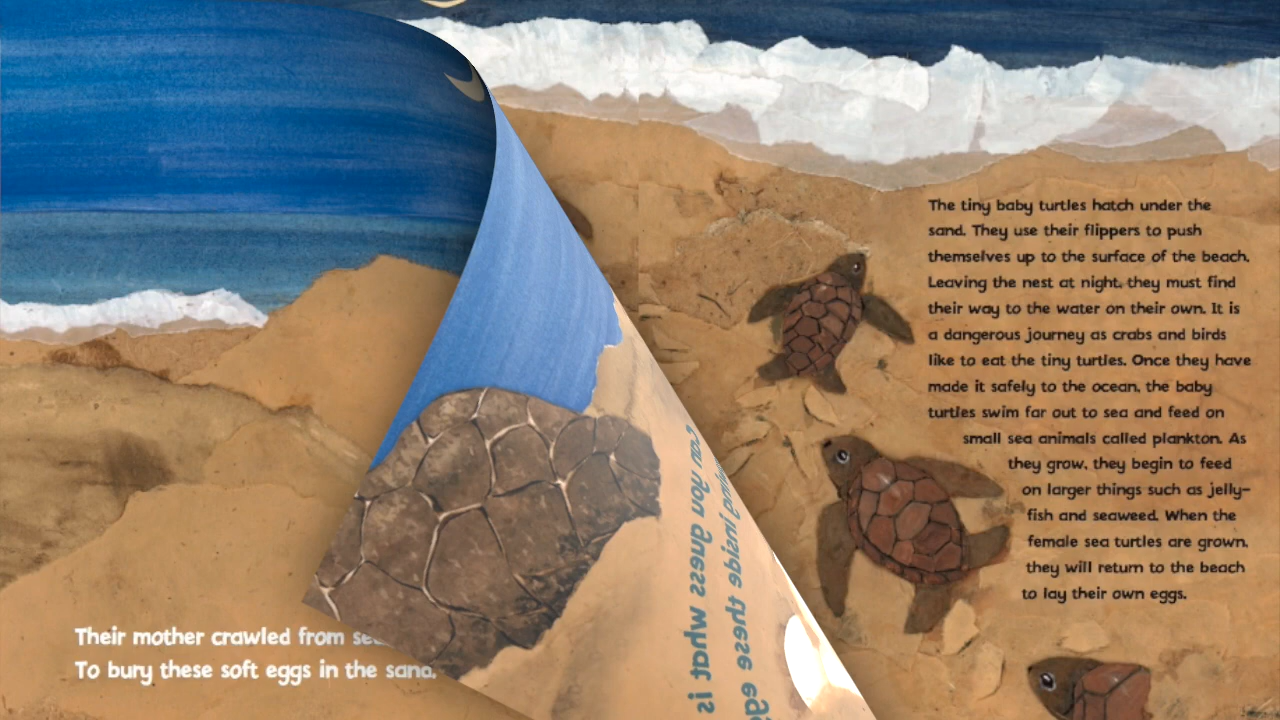 Their mother crawled from
To bury these soft eggs in the sand.
can you guess what is
inside these
The tiny baby turtles hatch under the
sand. They use their flippers to push
themselves up to the surface of the beach.
Leaving the nest at night, they must find
their way to the water on their own. It is
a dangerous journey as crabs and birds
like to eat the tiny turtles. Once they have
made it safely to the ocean, the baby
turtles swim far out to sea and feed on
small sea animals called plankton. As
they grow, they begin to feed
on larger things such as jelly-
fish and seaweed. When the
female sea turtles are grown,
they will return to the beach
to lay their own eggs.